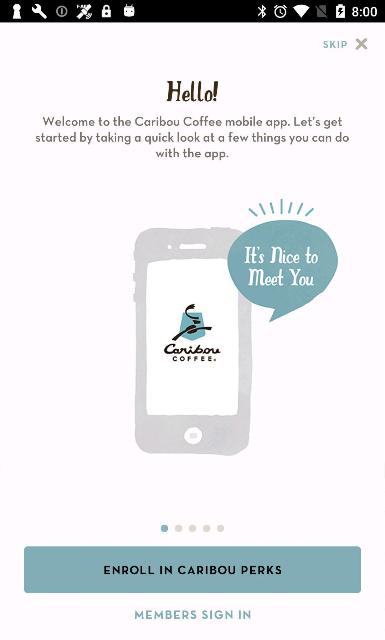 8:00
SKIP
Hello!
Welcome to the Caribou Coffee mobile app. Let's get
started by taking a quick look at a few things you can do
with the app.
It's Nice to
Meet You
Caribou
COFFEE®
ENROLL IN CARIBOU PERKS
MEMBERS SIGN IN